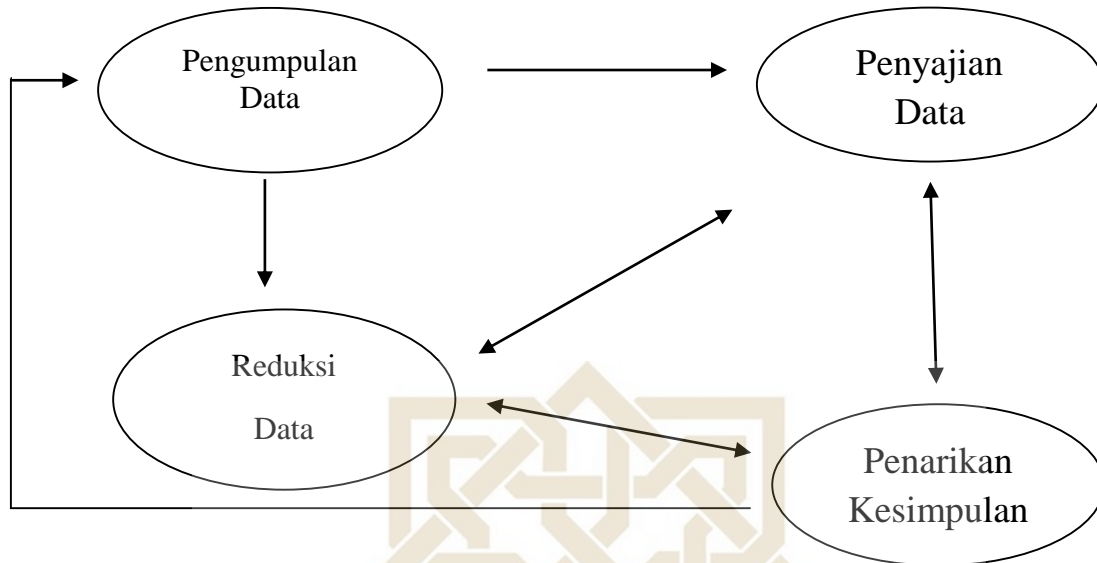 Pengumpulan
Data
Penyajian
Data
Reduksi
Data
Penarikan
Kesimpulan